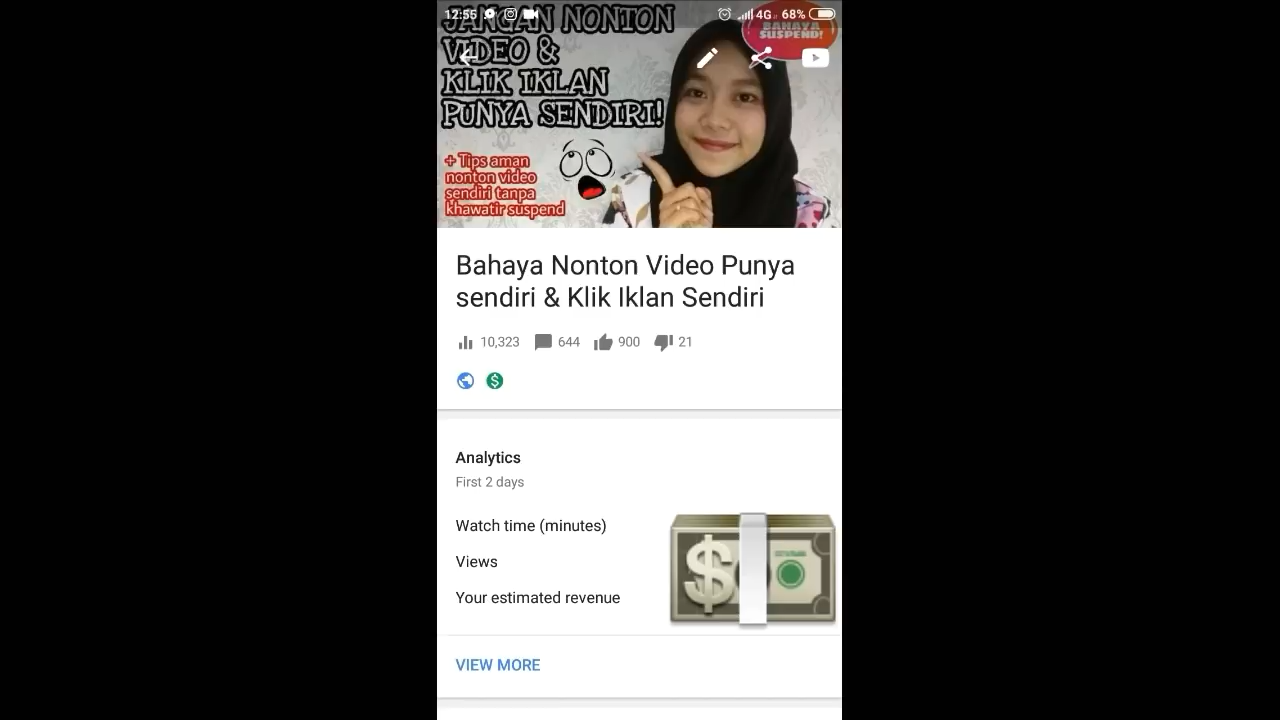 12:55 4G 68%
JANGAN NONTON
VIDEO &
KLIK IKLAN
PUNYA SENDIRI!
BAHAYA
SUSPEND!
+ Tips aman
nonton video
sendiri tanpa
khawatir suspend
Bahaya Nonton Video Punya
sendiri & Klik Iklan Sendiri
10,323 644 900 21
Analytics
First 2 days
Watch time (minutes)
Views
Your estimated revenue
VIEW MORE